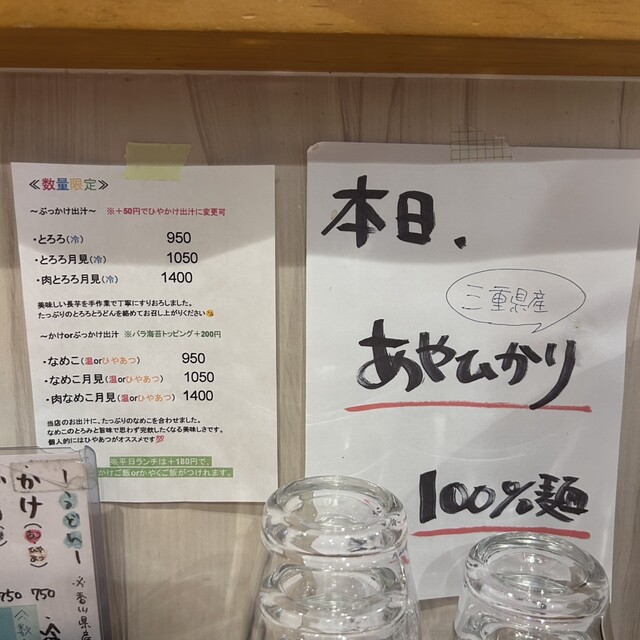 ≪数量限定≫
～ぶっかけ出汁～ ※＋50円でひやかけ出汁に変更可
・とろろ(冷) 950
・とろろ月見(冷) 1050
・肉とろろ月見(冷) 1400
美味しい長芋を手作業で丁寧にすりおろしました。
たっぷりのとろろとうどんを絡めてお召し上がりください😋
～かけorぶっかけ出汁 ※バラ海苔トッピング＋200円
・なめこ(温orひやあつ) 950
・なめこ月見(温orひやあつ) 1050
・肉なめこ月見(温orひやあつ) 1400
当店のお出汁に、たっぷりのなめこを合わせました。
なめこのとろみと旨味で思わず完飲したくなる美味しさです。
個人的にはひやあつがオススメです💯
※平日ランチは＋180円で、
かけご飯orかやくご飯がつけれます。
本日.
三重県産
あやひかり
100%麺
ーうどんー
かけ
750
750
※香川県産